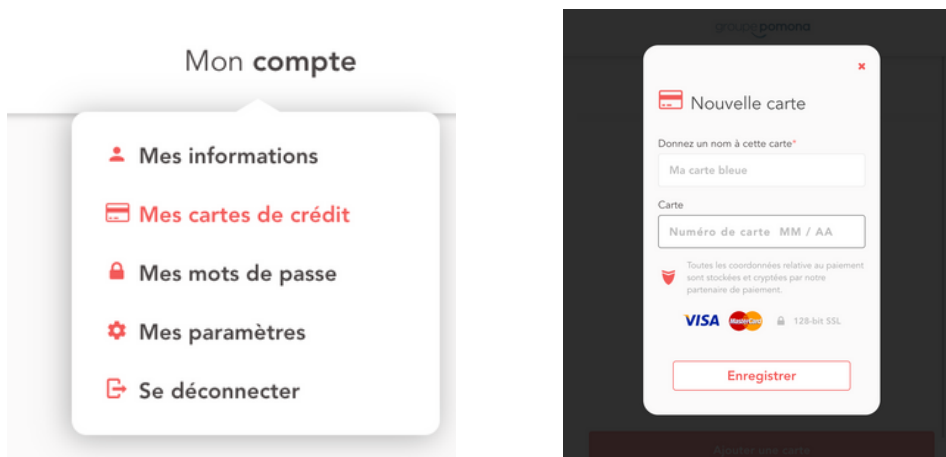 Mon compte
Mes informations
Mes cartes de crédit
Mes mots de passe
Mes paramètres
Se déconnecter
groupe pomona
Nouvelle carte
Donnez un nom à cette carte*
Ma carte bleue
Carte
Numéro de carte MM / AA
Toutes les coordonnées relative au paiement
sont stockées et cryptées par notre
partenaire de paiement.
VISA MasterCard 128-bit SSL
Enregistrer
Ajouter une carte